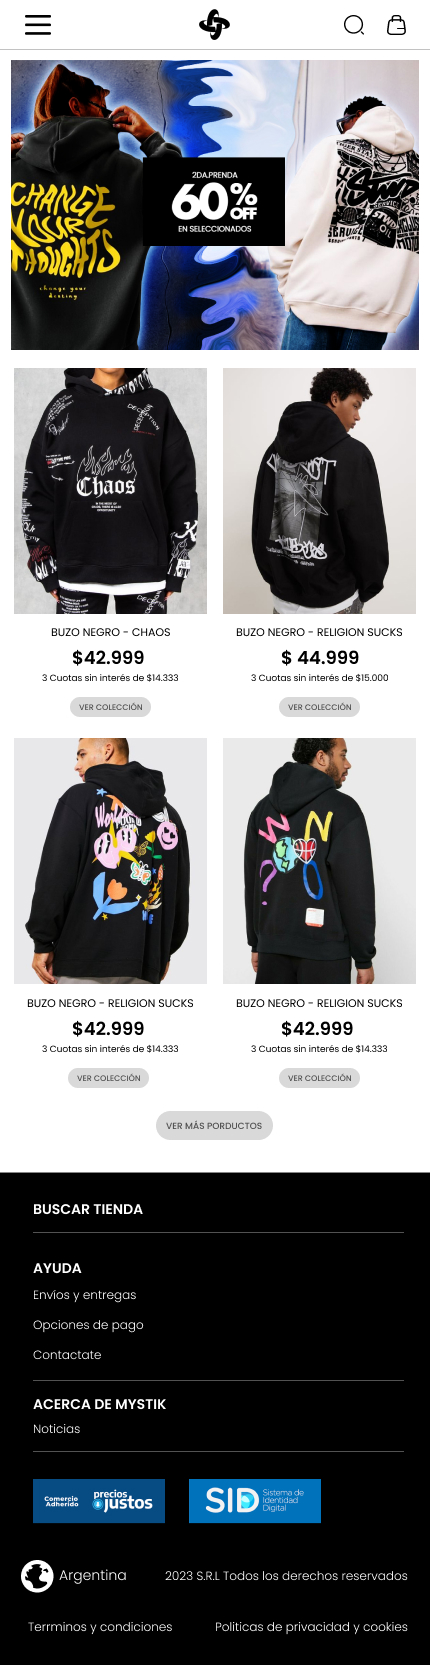 CHANGE
YOUR
THOUGHTS
change your
destiny
2DA.PRENDA
60% OFF
EN SELECCIONADOS
DECEPTION
Chaos
BUZO NEGRO - CHAOS
$42.999
3 Cuotas sin interés de $14.333
VER COLECCIÓN
BUZO NEGRO - RELIGION SUCKS
$ 44.999
3 Cuotas sin interés de $15.000
VER COLECCIÓN
BUZO NEGRO - RELIGION SUCKS
$42.999
3 Cuotas sin interés de $14.333
VER COLECCIÓN
BUZO NEGRO - RELIGION SUCKS
$42.999
3 Cuotas sin interés de $14.333
VER COLECCIÓN
VER MÁS PORDUCTOS
BUSCAR TIENDA
AYUDA
Envíos y entregas
Opciones de pago
Contactate
ACERCA DE MYSTIK
Noticias
Comercio
Adherido
precios
justos
SID
Sistema de
Identidad
Digital
Argentina
2023 S.R.L Todos los derechos reservados
Terrminos y condiciones
Politicas de privacidad y cookies